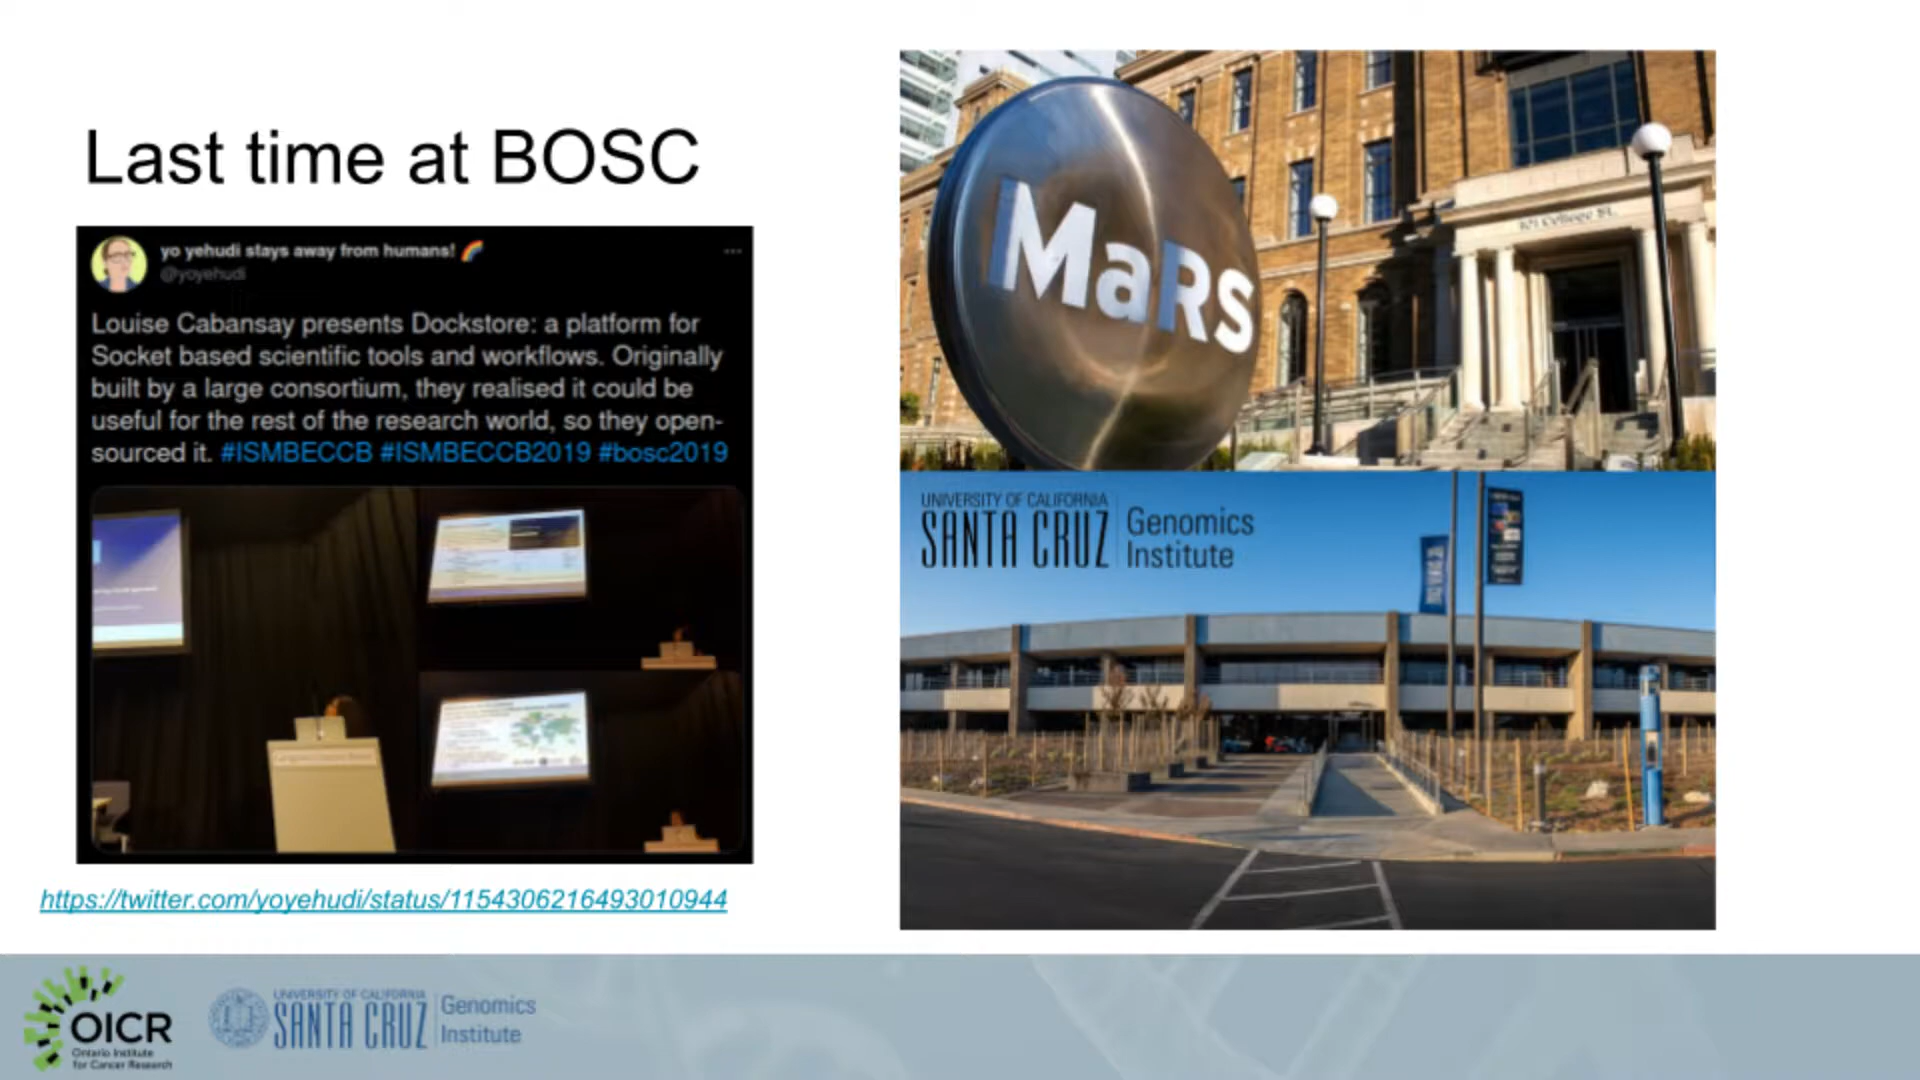 Last time at BOSC
yo yehudi stays away from humans!
@yoyehudi
Louise Cabansay presents Dockstore: a platform for
Socket based scientific tools and workflows. Originally
built by a large consortium, they realised it could be
useful for the rest of the research world, so they open-
sourced it. #ISMBECCB #ISMBECCB2019 #bosc2019
https://twitter.com/yoyehudi/status/1154306216493010944
MaRS
101 College St.
UNIVERSITY OF CALIFORNIA
SANTA CRUZ
Genomics
Institute
OICR
Ontario Institute
for Cancer Research
UNIVERSITY OF CALIFORNIA
SANTA CRUZ
Genomics
Institute